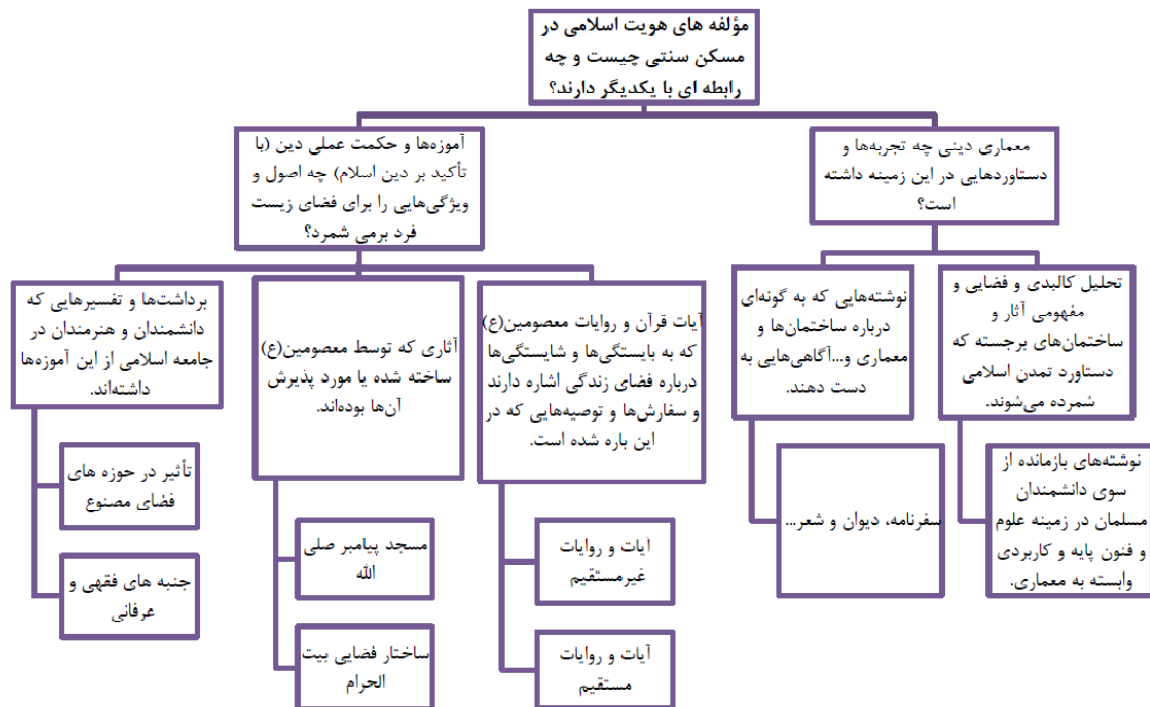 مؤلفه های هویت اسلامی در
مسکن سنتی چیست و چه
رابطه ای با یکدیگر دارند؟
معماری دینی چه تجربه‌ها و
دستاوردهایی در این زمینه داشته
است؟
آموزه‌ها و حکمت عملی دین (با
تأکید بر دین اسلام) چه اصول و
ویژگی‌هایی را برای فضای زیست
فرد برمی شمرد؟
تحلیل کالبدی و فضایی و
مفهومی آثار و
ساختمان‌های برجسته که
دستاورد تمدن اسلامی
شمرده می‌شوند.
نوشته‌های بازمانده از
سوی دانشمندان
مسلمان در زمینه علوم
و فنون پایه و کاربردی
وابسته به معماری.
نوشته‌هایی که به گونه‌ای
درباره ساختمان‌ها و
معماری و...آگاهی‌هایی به
دست دهند.
سفرنامه، دیوان و شعر...
آیات قرآن و روایات معصومین(ع)
که به بایستگی‌ها و شایستگی‌ها
درباره فضای زندگی اشاره دارند
و سفارش‌ها و توصیه‌هایی که در
این باره شده است.
آیات و روایات
غیرمستقیم
آیات و روایات
مستقیم
آثاری که توسط معصومین(ع)
ساخته شده یا مورد پذیرش
آن‌ها بوده‌اند.
مسجد پیامبر صلی
الله
ساختار فضایی بیت
الحرام
برداشت‌ها و تفسیرهایی که
دانشمندان و هنرمندان در
جامعه اسلامی از این آموزه‌ها
داشته‌اند.
تأثیر در حوزه های
فضای مصنوع
جنبه های فقهی و
عرفانی